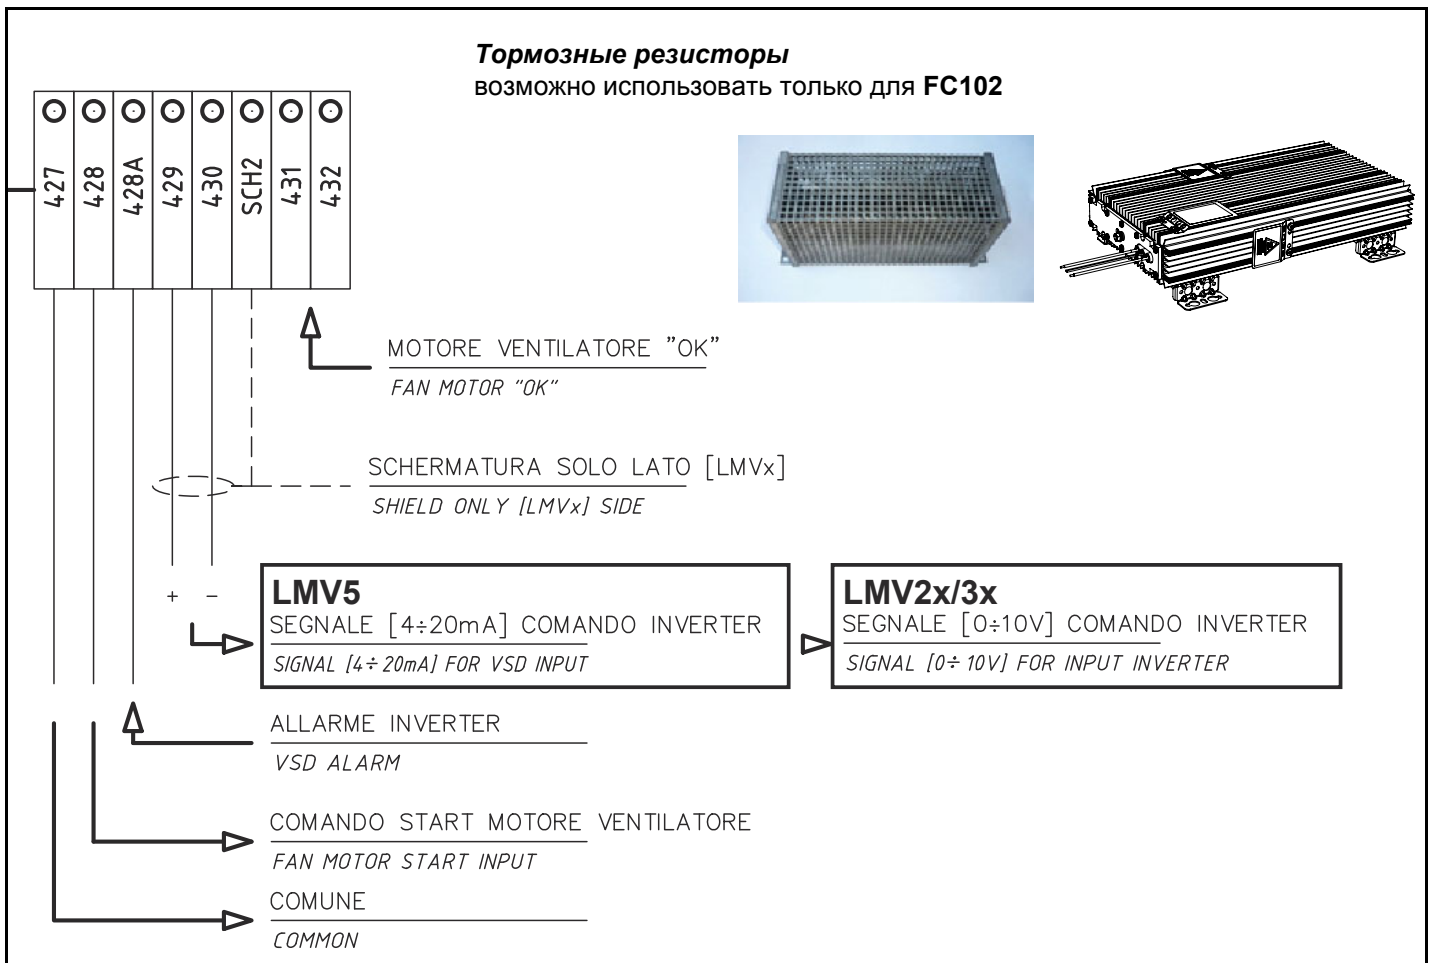 Тормозные резисторы
возможно использовать только для FC102
427
428
428A
429
430
SCH2
431
432
MOTORE VENTILATORE ”OK”
FAN MOTOR "OK"
SCHERMATURA SOLO LATO [LMVx]
SHIELD ONLY [LMVx] SIDE
+ −
LMV5
SEGNALE [4÷20mA] COMANDO INVERTER
SIGNAL [4÷20mA] FOR VSD INPUT
LMV2x/3x
SEGNALE [0÷10V] COMANDO INVERTER
SIGNAL [0÷10V] FOR INPUT INVERTER
ALLARME INVERTER
VSD ALARM
COMANDO START MOTORE VENTILATORE
FAN MOTOR START INPUT
COMUNE
COMMON